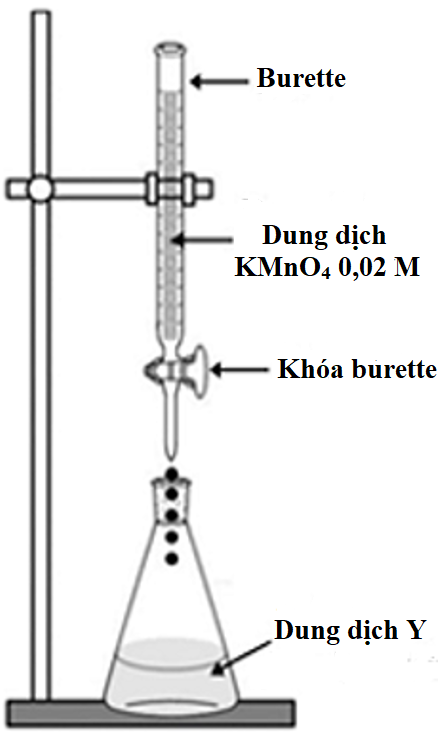 Burette
Dung dịch
KMnO₄ 0,02 M
Khóa burette
Dung dịch Y